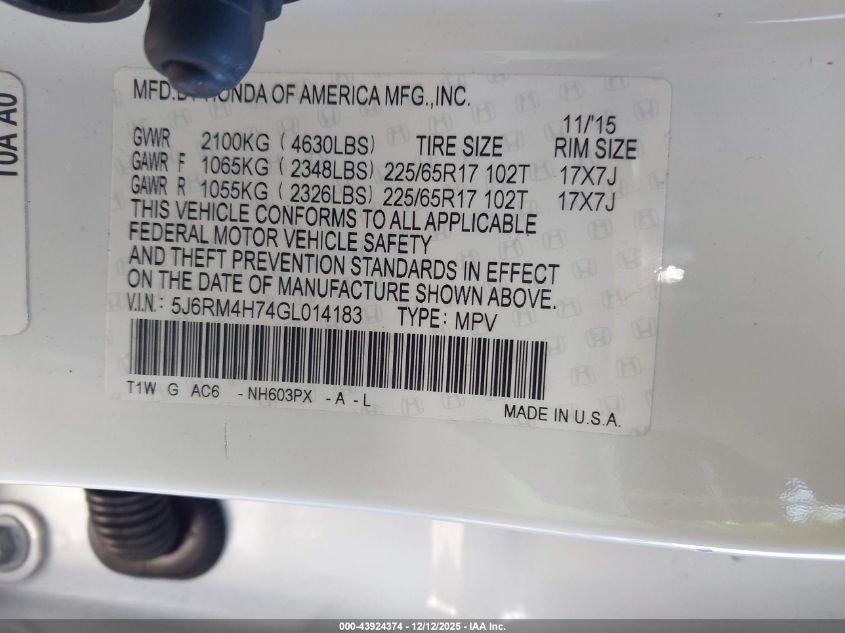 MFD. HONDA OF AMERICA MFG.,INC.
11/'15
GVWR 2100KG ( 4630LBS) TIRE SIZE RIM SIZE
GAWR F 1065KG ( 2348LBS) 225/65R17 102T 17X7J
GAWR R 1055KG ( 2326LBS) 225/65R17 102T 17X7J
THIS VEHICLE CONFORMS TO ALL APPLICABLE
FEDERAL MOTOR VEHICLE SAFETY
AND THEFT PREVENTION STANDARDS IN EFFECT
ON THE DATE OF MANUFACTURE SHOWN ABOVE.
V.I.N: 5J6RM4H74GL014183 TYPE: MPV
T1W G AC6 -NH603PX -A -L
MADE IN U.S.A.
000-43924374 | 12/12/2025 | IAA Inc.